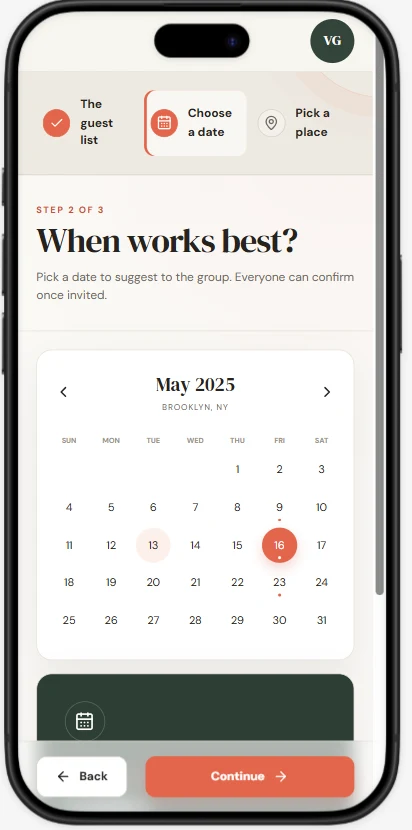 VG
The
guest
list
Choose
a date
Pick a
place
STEP 2 OF 3
When works best?
Pick a date to suggest to the group. Everyone can confirm
once invited.
May 2025
BROOKLYN, NY
SUN MON TUE WED THU FRI SAT
1 2 3
4 5 6 7 8 9 10
11 12 13 14 15 16 17
18 19 20 21 22 23 24
25 26 27 28 29 30 31
Back Continue